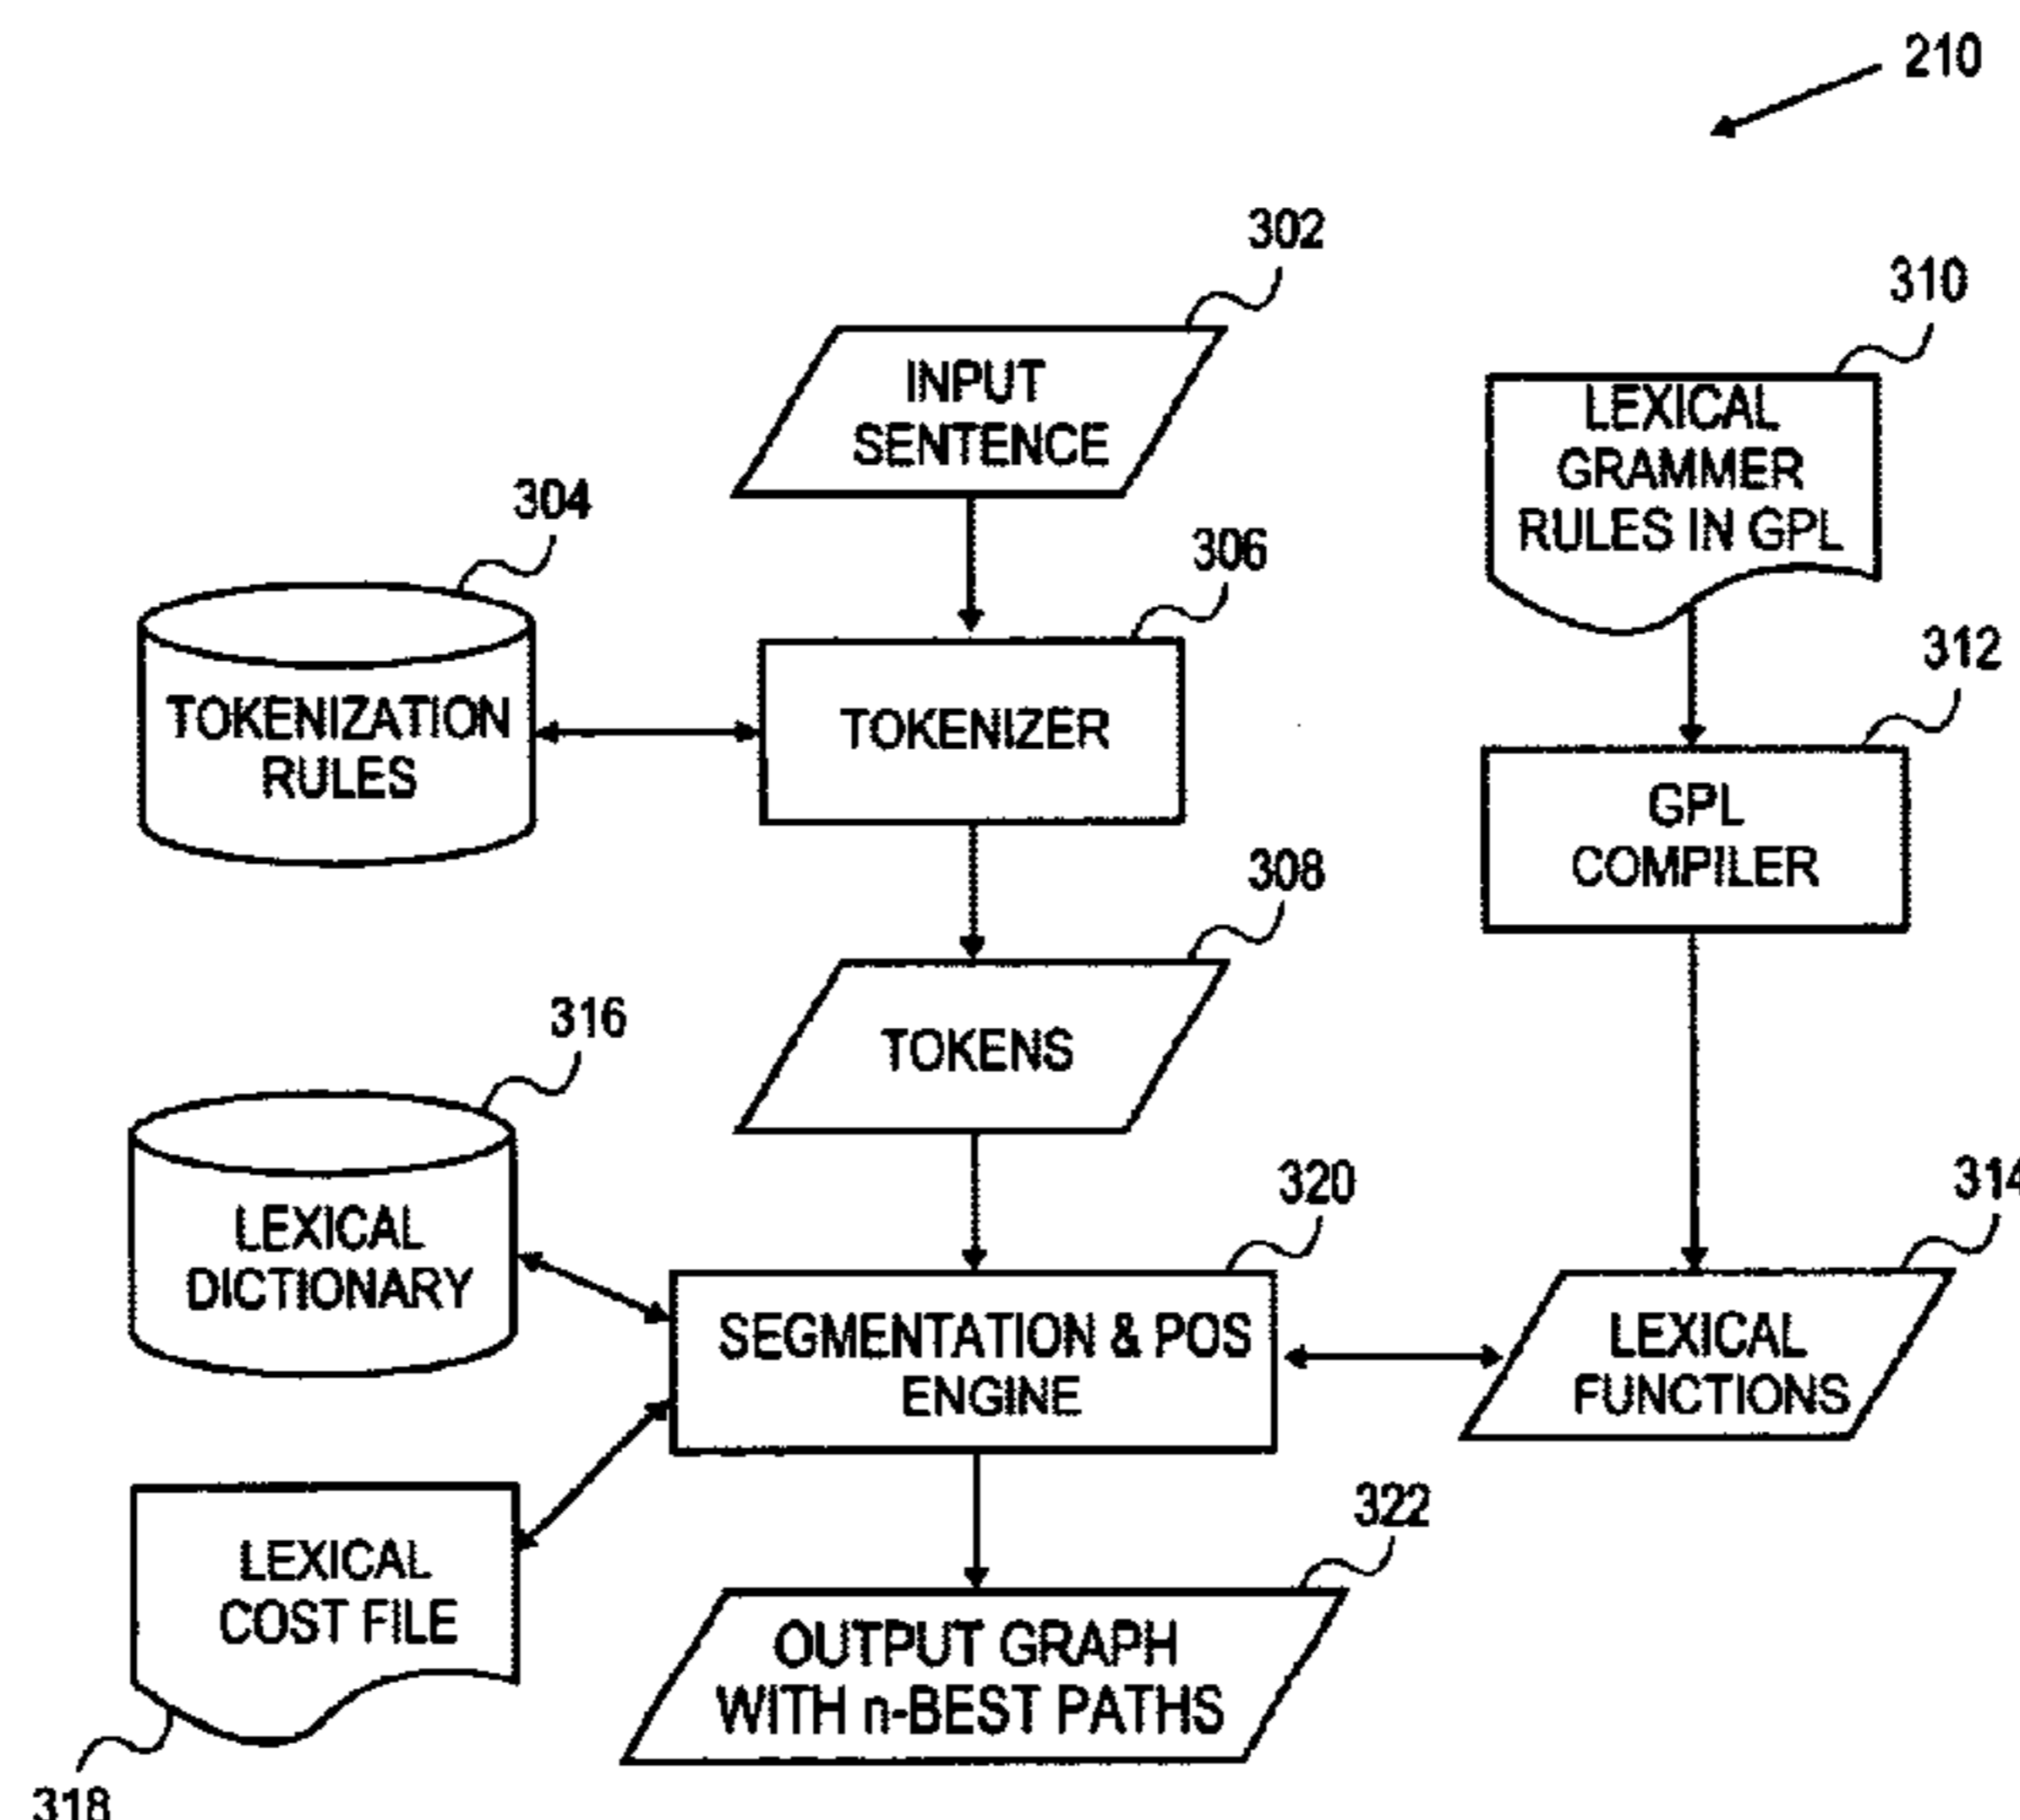 210
302
INPUT
SENTENCE
310
LEXICAL
GRAMMER
RULES IN GPL
304
TOKENIZATION
RULES
306
TOKENIZER
312
GPL
COMPILER
308
TOKENS
316
LEXICAL
DICTIONARY
320
SEGMENTATION & POS
ENGINE
314
LEXICAL
FUNCTIONS
LEXICAL
COST FILE
318
322
OUTPUT GRAPH
WITH n-BEST PATHS